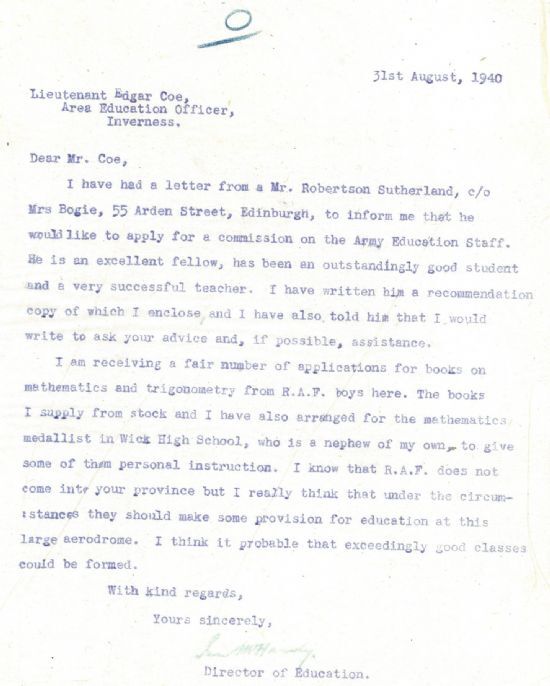 31st August, 1940
Lieutenant Edgar Coe,
Area Education Officer,
Inverness.
Dear Mr. Coe,
I have had a letter from a Mr. Robertson Sutherland, c/o
Mrs Bogie, 55 Arden Street, Edinburgh, to inform me that he
would like to apply for a commission on the Army Education Staff.
He is an excellent fellow, has been an outstandingly good student
and a very successful teacher. I have written him a recommendation
copy of which I enclose, and I have also told him that I would
write to ask your advice and, if possible, assistance.
I am receiving a fair number of applications for books on
mathematics and trigonometry from R.A.F. boys here. The books
I supply from stock and I have also arranged for the mathematics
medallist in Wick High School, who is a nephew of my own, to give
some of them personal instruction. I know that R.A.F. does not
come into your province but I really think that under the circum-
:stances they should make some provision for education at this
large aerodrome. I think it probable that exceedingly good classes
could be formed.
With kind regards,
Yours sincerely,
Director of Education.